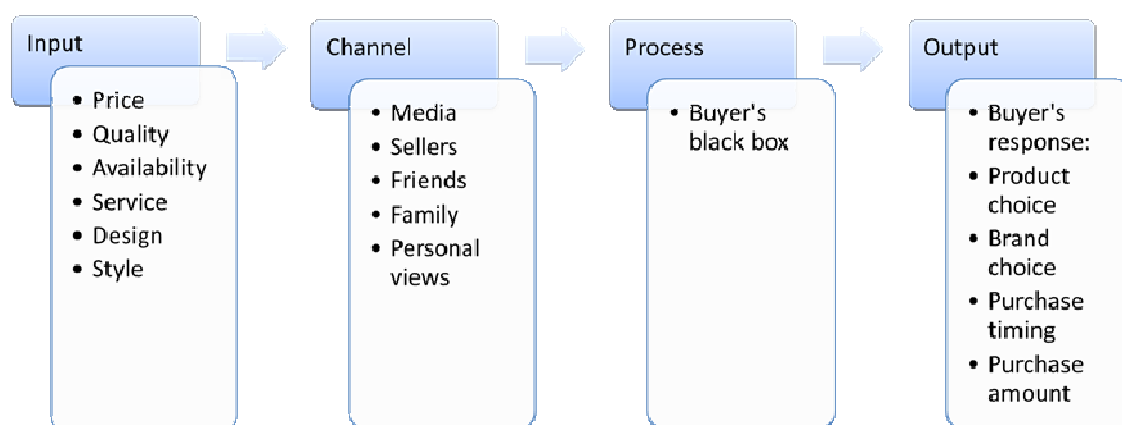 Input
• Price
• Quality
• Availability
• Service
• Design
• Style
Channel
• Media
• Sellers
• Friends
• Family
• Personal
views
Process
• Buyer's
black box
Output
• Buyer's
response:
• Product
choice
• Brand
choice
• Purchase
timing
• Purchase
amount